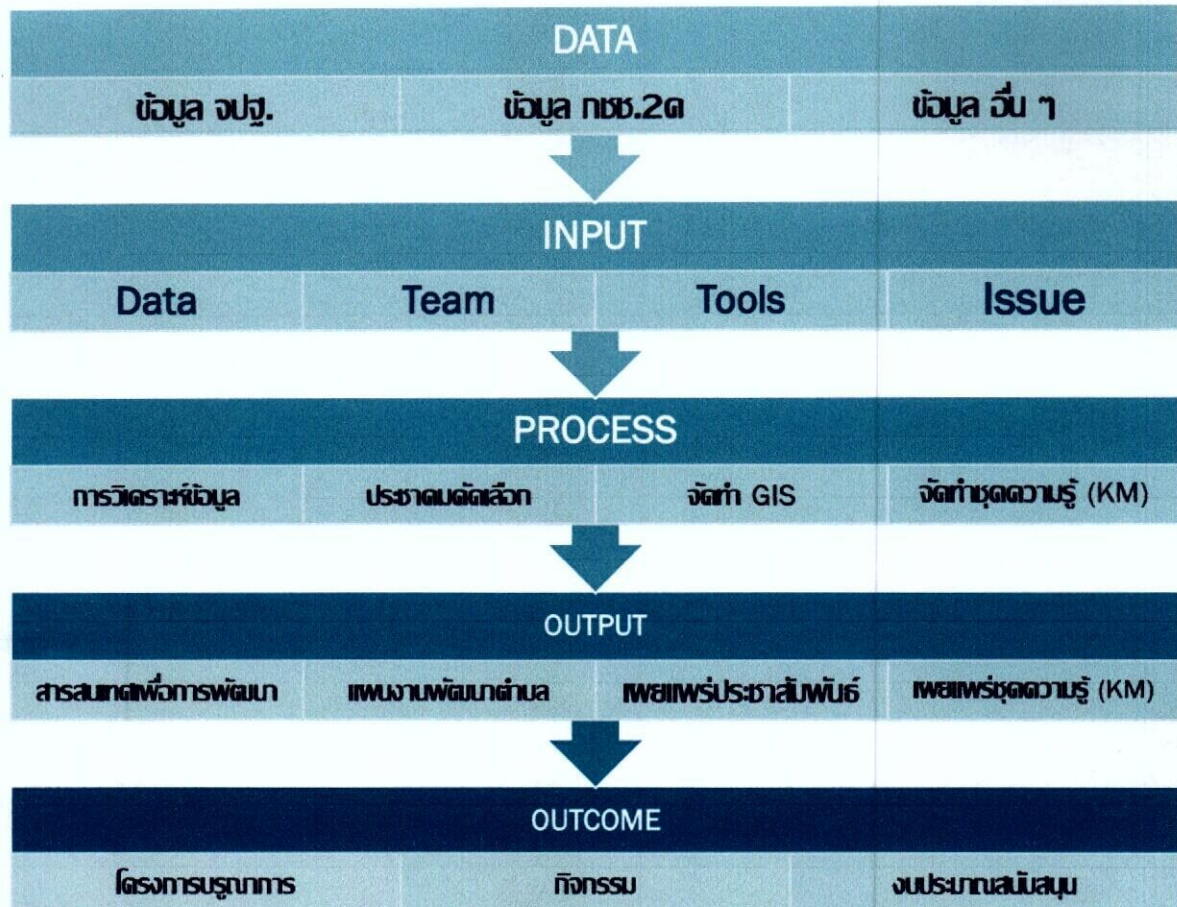 DATA
ข้อมูล จปฐ. ข้อมูล กชช.2ค ข้อมูล อื่น ๆ
INPUT
Data Team Tools Issue
PROCESS
การวิเคราะห์ข้อมูล ประชาคมคัดเลือก จัดทำ GIS จัดทำชุดความรู้ (KM)
OUTPUT
สารสนเทศเพื่อการพัฒนา แผนงานพัฒนาตำบล เผยแพร่ประชาสัมพันธ์ เผยแพร่ชุดความรู้ (KM)
OUTCOME
โครงการบรูณาการ กิจกรรม งบประมาณสนับสนุน